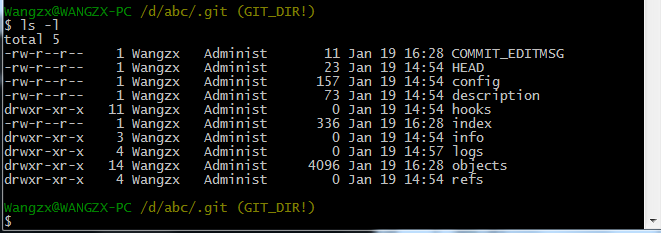 Wangzx@WANGZX-PC /d/abc/.git (GIT_DIR!)
$ ls -l
total 5
-rw-r--r--    1 Wangzx   Administ       11 Jan 19 16:28 COMMIT_EDITMSG
-rw-r--r--    1 Wangzx   Administ       23 Jan 19 14:54 HEAD
-rw-r--r--    1 Wangzx   Administ      157 Jan 19 14:54 config
-rw-r--r--    1 Wangzx   Administ       73 Jan 19 14:54 description
drwxr-xr-x   11 Wangzx   Administ        0 Jan 19 14:54 hooks
-rw-r--r--    1 Wangzx   Administ      336 Jan 19 16:28 index
drwxr-xr-x    3 Wangzx   Administ        0 Jan 19 14:54 info
drwxr-xr-x    4 Wangzx   Administ        0 Jan 19 14:57 logs
drwxr-xr-x   14 Wangzx   Administ     4096 Jan 19 16:28 objects
drwxr-xr-x    4 Wangzx   Administ        0 Jan 19 14:54 refs
Wangzx@WANGZX-PC /d/abc/.git (GIT_DIR!)
$